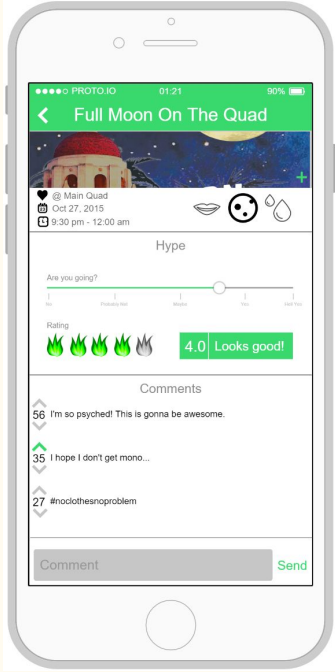 PROTO.IO 01:21 90%
Full Moon On The Quad
@ Main Quad
Oct 27, 2015
9:30 pm - 12:00 am
Hype
Are you going?
No Probably Not Maybe Yes Hell Yes
Rating
4.0 Looks good!
Comments
56 I'm so psyched! This is gonna be awesome.
35 I hope I don't get mono...
27 #noclothesnoproblem
Comment Send